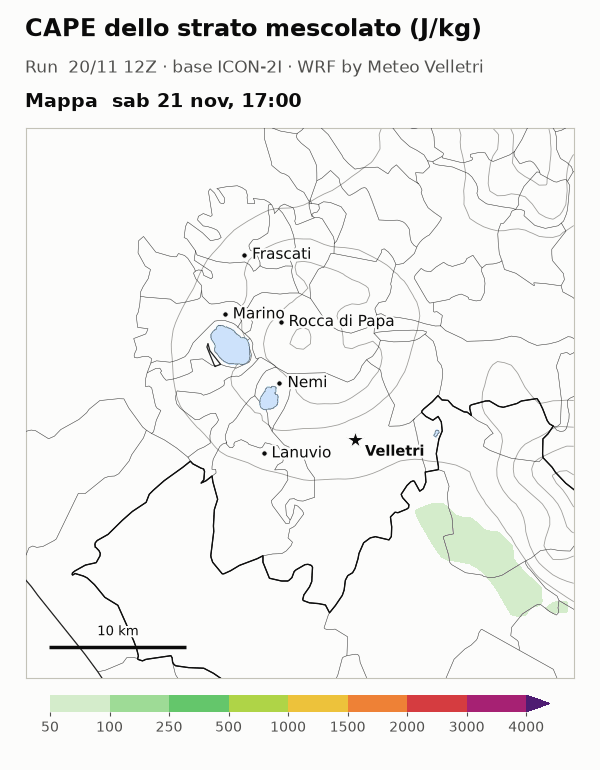 CAPE dello strato mescolato (J/kg)
Run  20/11 12Z · base ICON-2I · WRF by Meteo Velletri
Mappa  sab 21 nov, 17:00
Frascati
Marino
Rocca di Papa
Nemi
Velletri
Lanuvio
10 km
50 100 250 500 1000 1500 2000 3000 4000